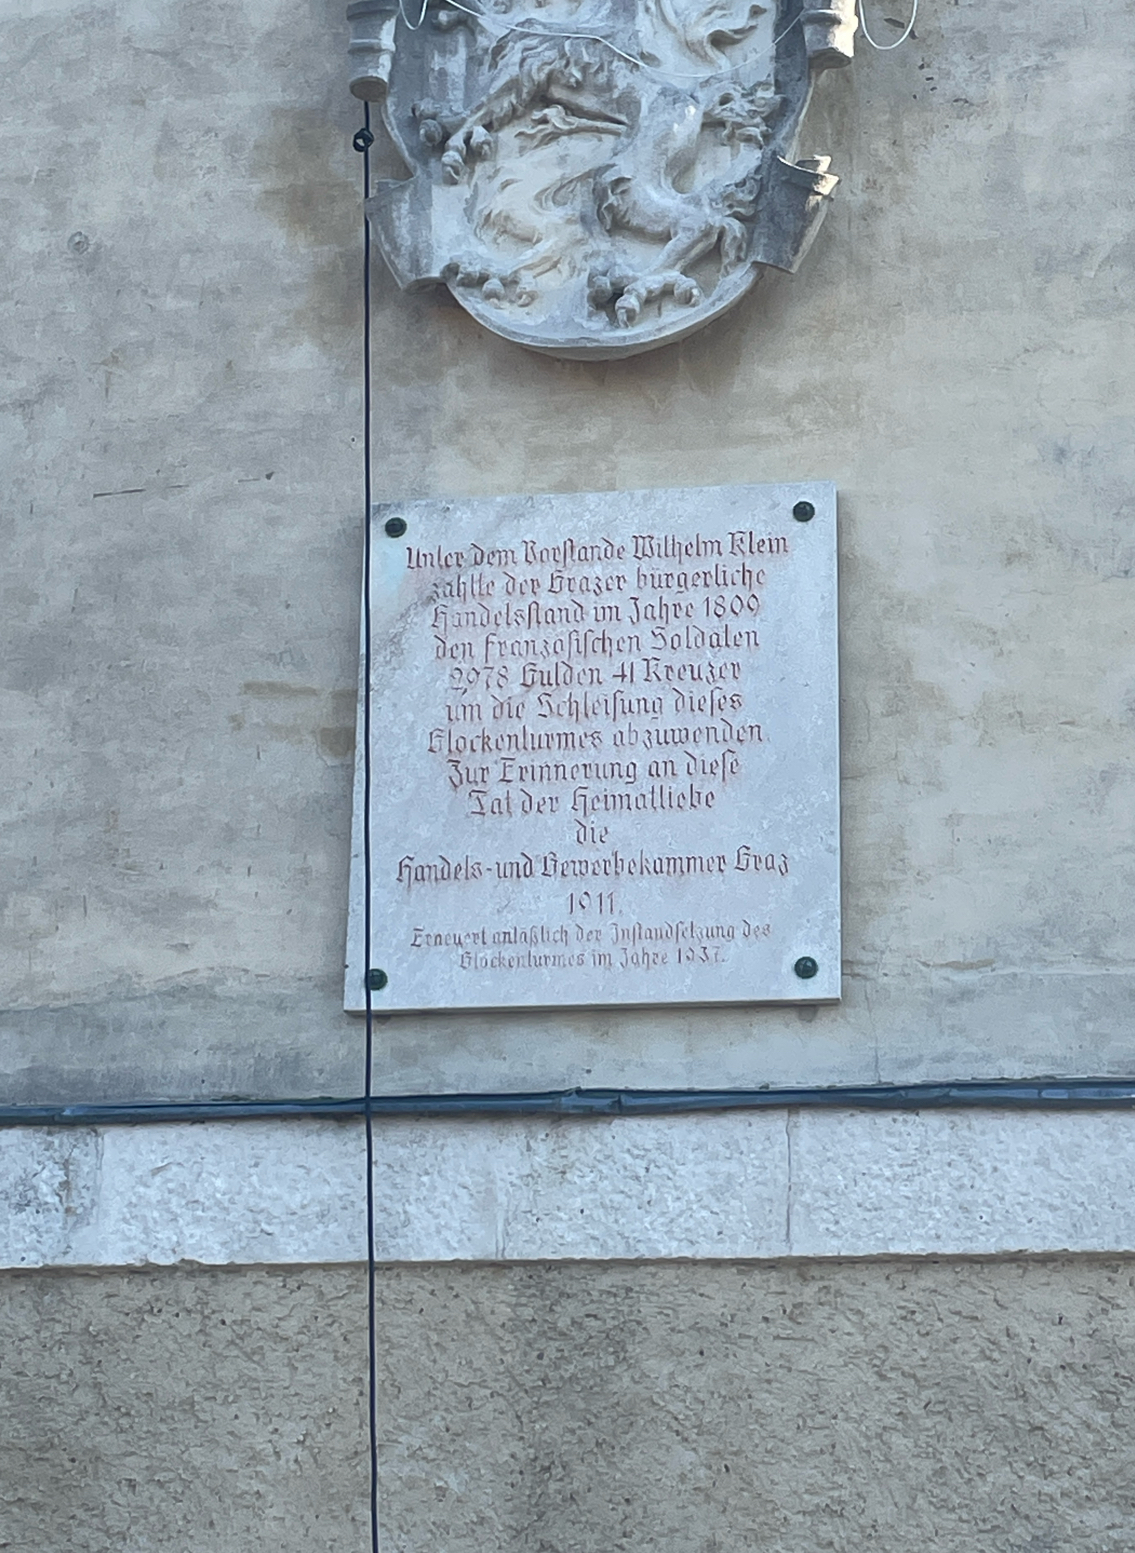 Unter dem Vorstande Wilhelm Klein
zahlte der Grazer bürgerliche
Handelsstand im Jahre 1809
den französischen Soldaten
2978 Gulden 41 Kreuzer
um die Schleifung dieses
Glockenturmes abzuwenden.
Zur Erinnerung an diese
Tat der Heimatliebe
die
Handels-und Gewerbekammer Graz
1911.
Erneuert anläßlich der Instandsetzung des
Glockenturmes im Jahre 1937.